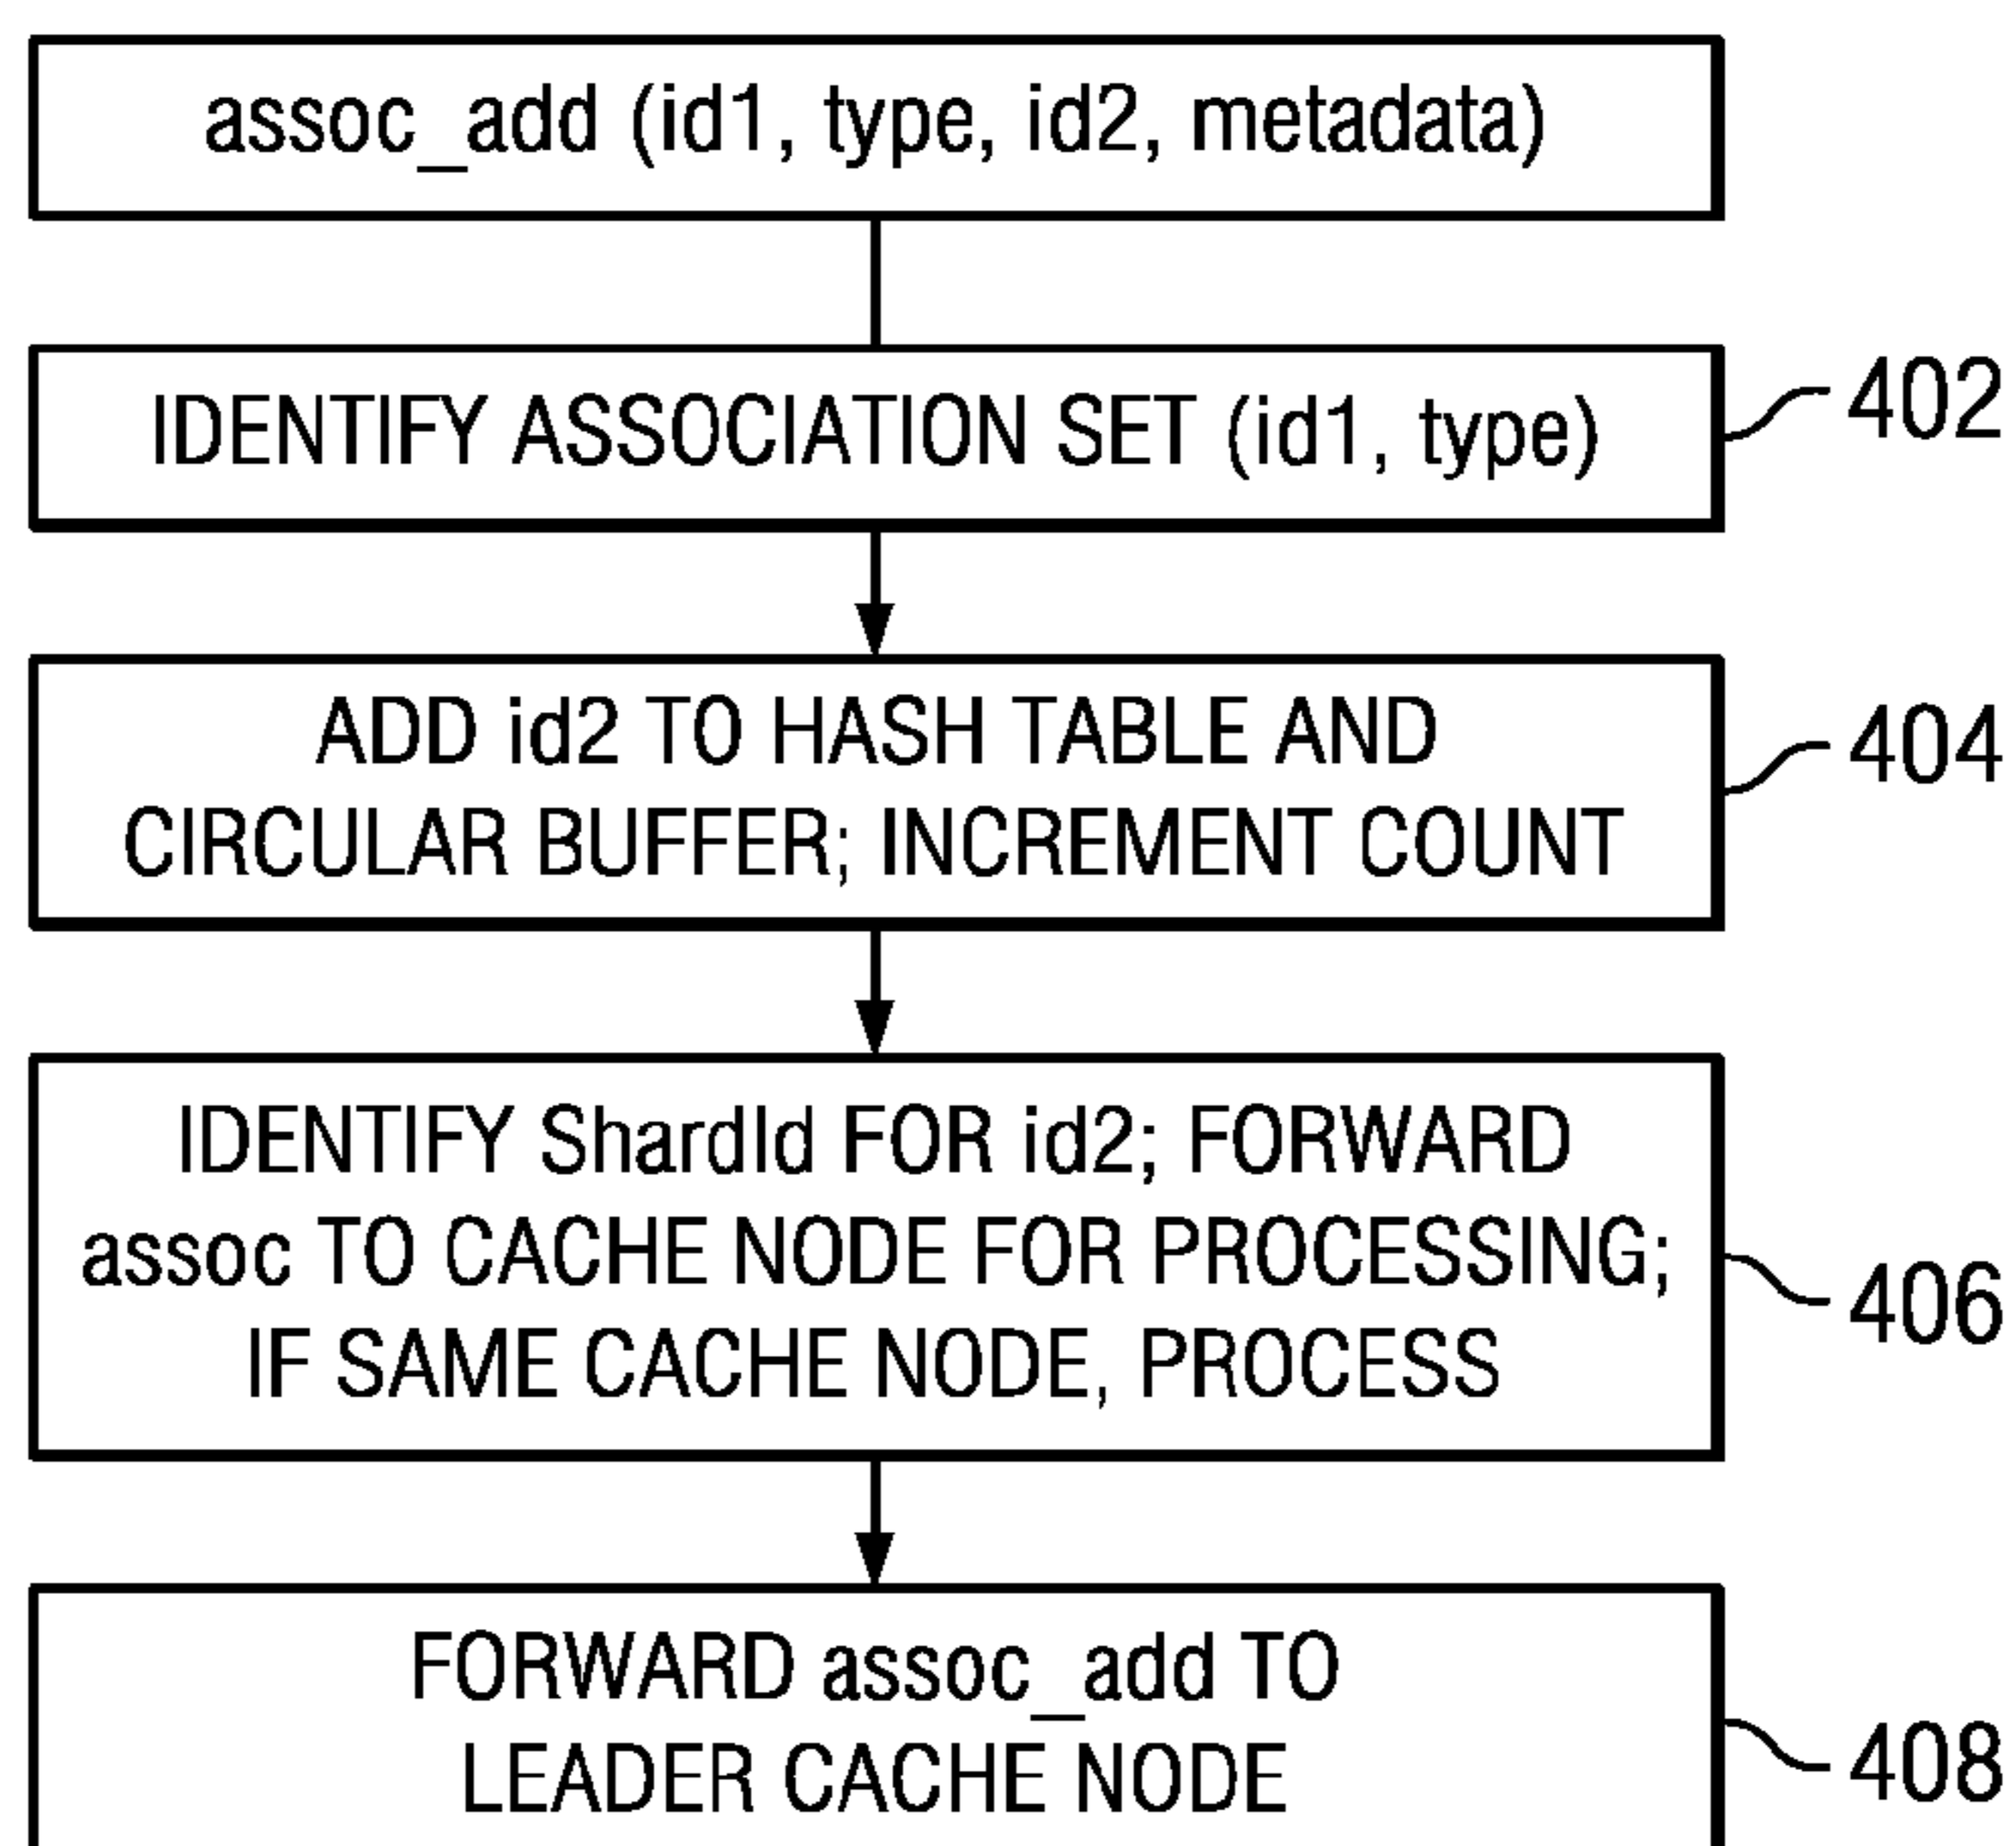 assoc_add (id1, type, id2, metadata)
IDENTIFY ASSOCIATION SET (id1, type)
402
ADD id2 TO HASH TABLE AND
CIRCULAR BUFFER; INCREMENT COUNT
404
IDENTIFY ShardId FOR id2; FORWARD
assoc TO CACHE NODE FOR PROCESSING;
IF SAME CACHE NODE, PROCESS
406
FORWARD assoc_add TO
LEADER CACHE NODE
408